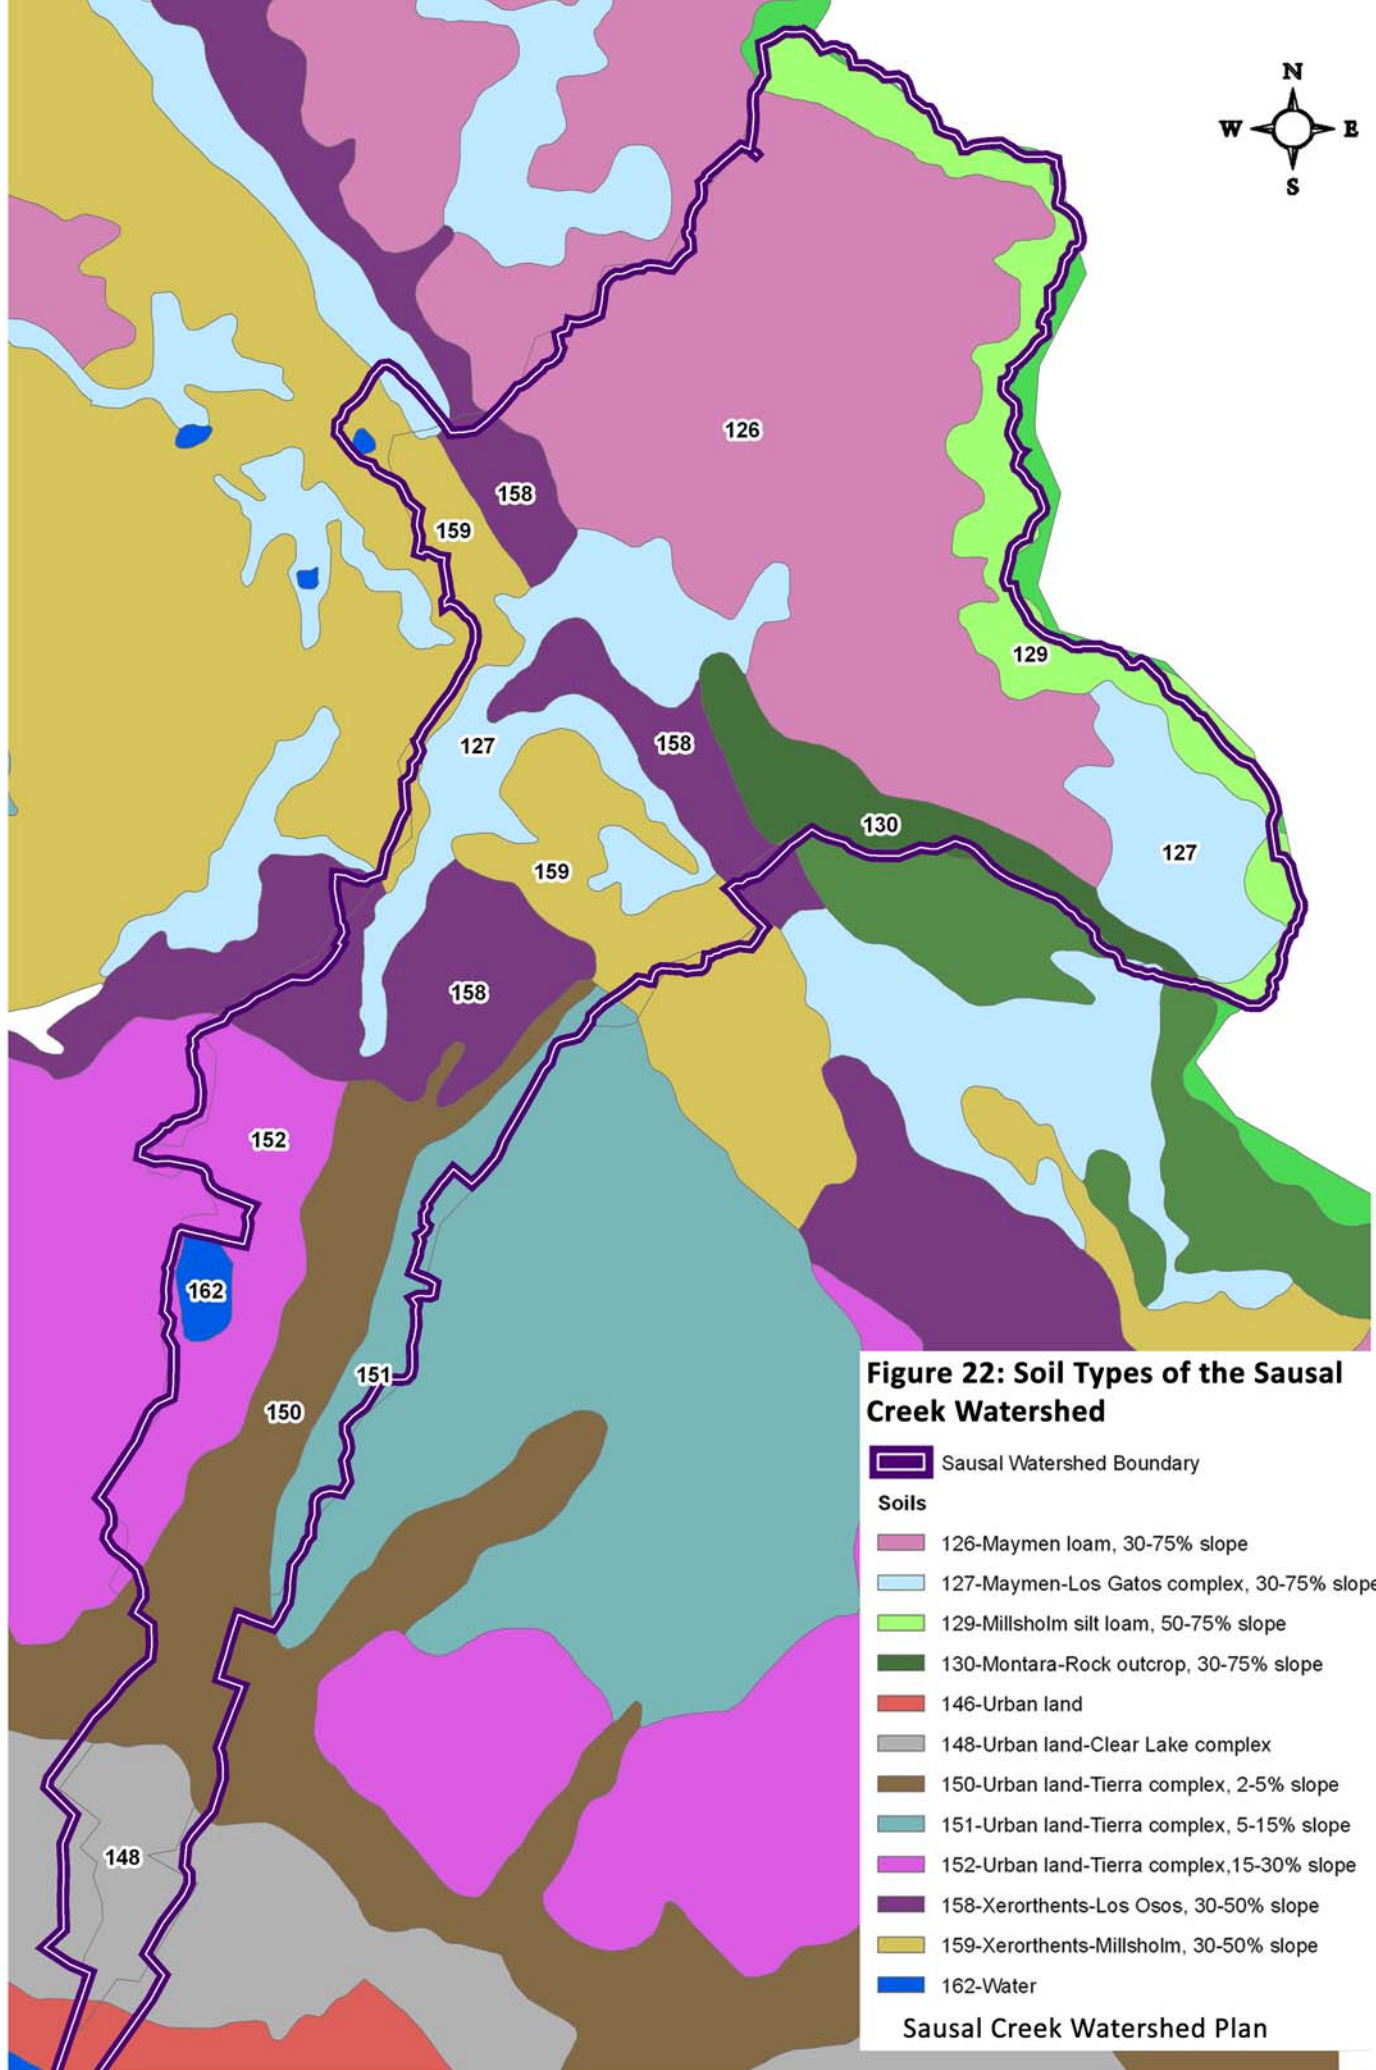 N
W E
S
126
158
159
129
127
158
130
127
159
158
152
162
151
150
148
Figure 22: Soil Types of the Sausal
Creek Watershed
Sausal Watershed Boundary
Soils
126-Maymen loam, 30-75% slope
127-Maymen-Los Gatos complex, 30-75% slope
129-Millsholm silt loam, 50-75% slope
130-Montara-Rock outcrop, 30-75% slope
146-Urban land
148-Urban land-Clear Lake complex
150-Urban land-Tierra complex, 2-5% slope
151-Urban land-Tierra complex, 5-15% slope
152-Urban land-Tierra complex,15-30% slope
158-Xerorthents-Los Osos, 30-50% slope
159-Xerorthents-Millsholm, 30-50% slope
162-Water
Sausal Creek Watershed Plan